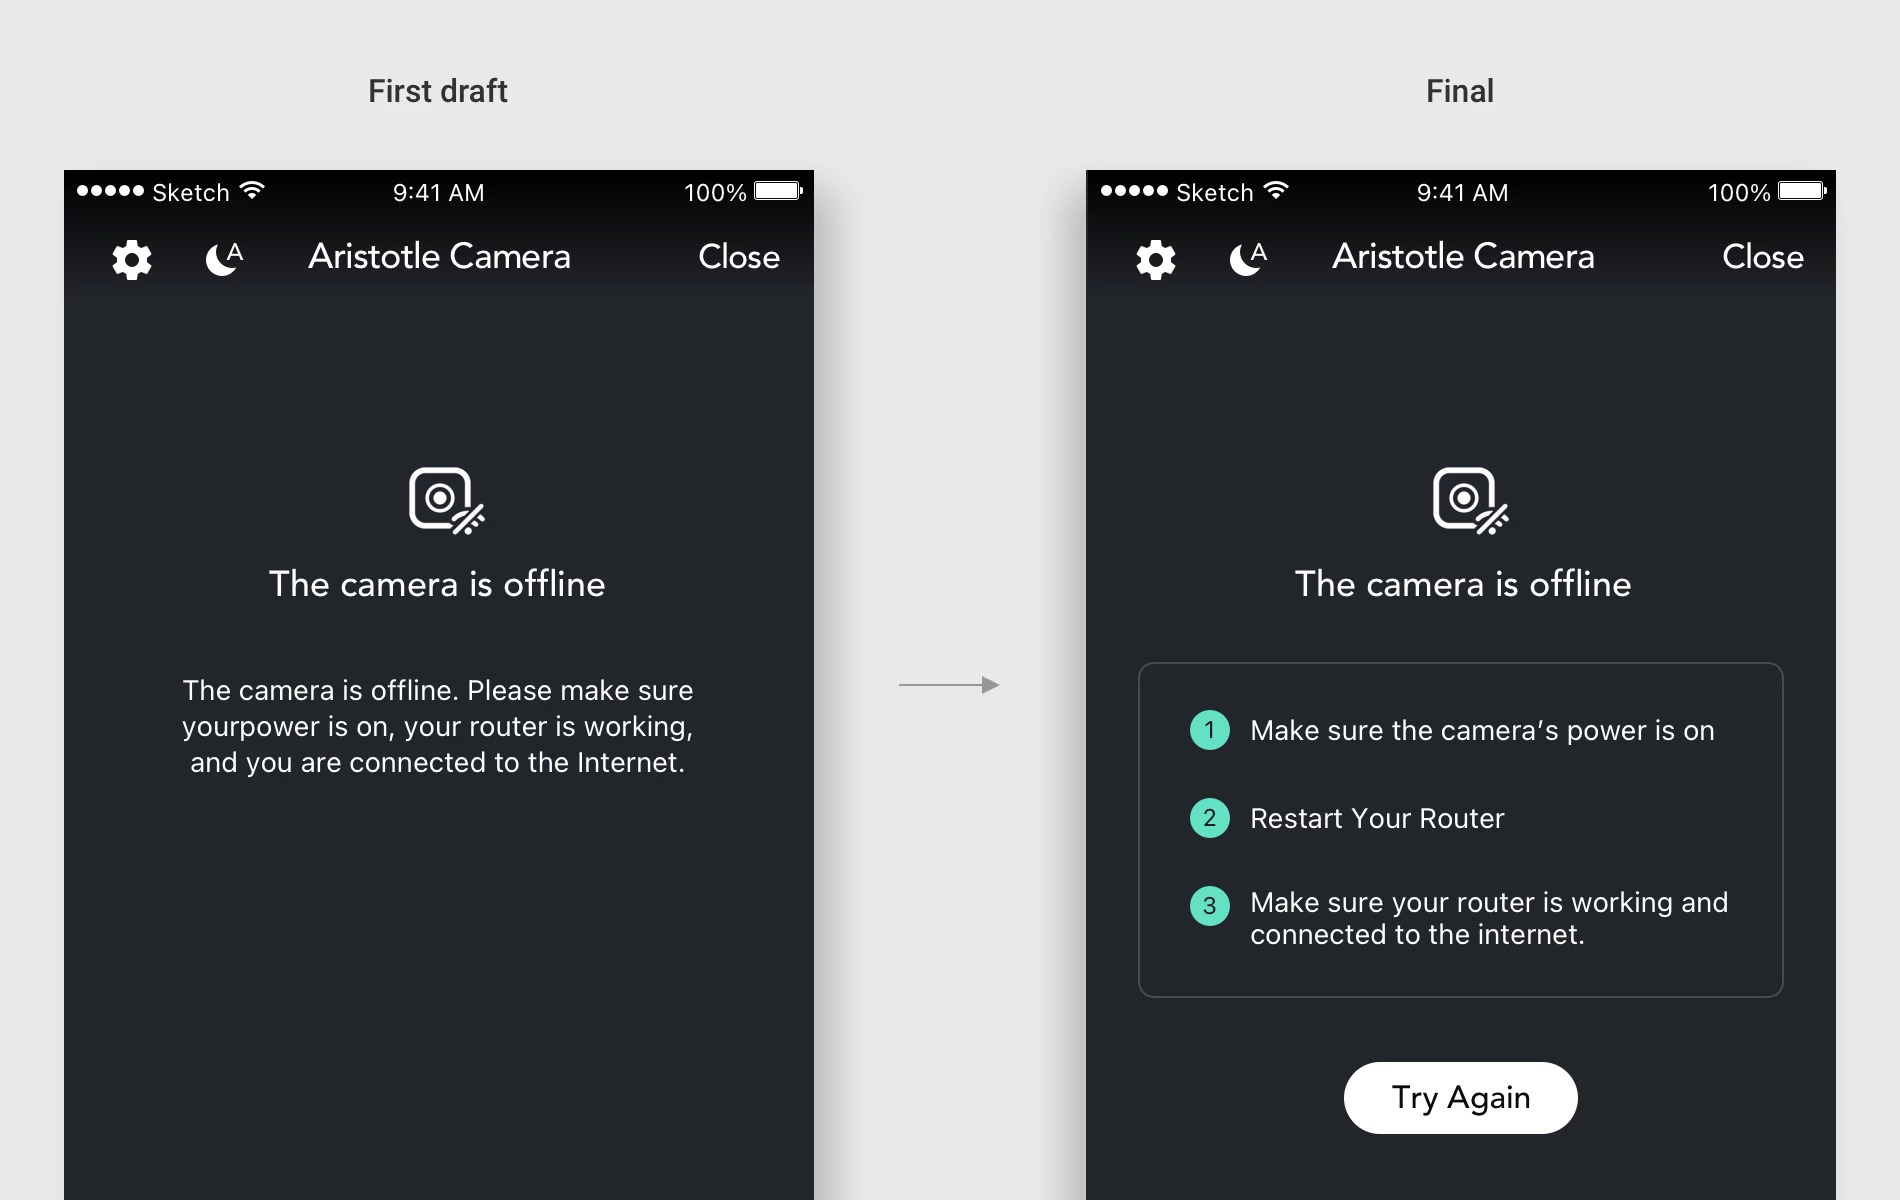 First draft
Final
Sketch 9:41 AM 100%
A Aristotle Camera Close
The camera is offline
The camera is offline. Please make sure
yourpower is on, your router is working,
and you are connected to the Internet.
Sketch 9:41 AM 100%
A Aristotle Camera Close
The camera is offline
1 Make sure the camera’s power is on
2 Restart Your Router
3 Make sure your router is working and
connected to the internet.
Try Again